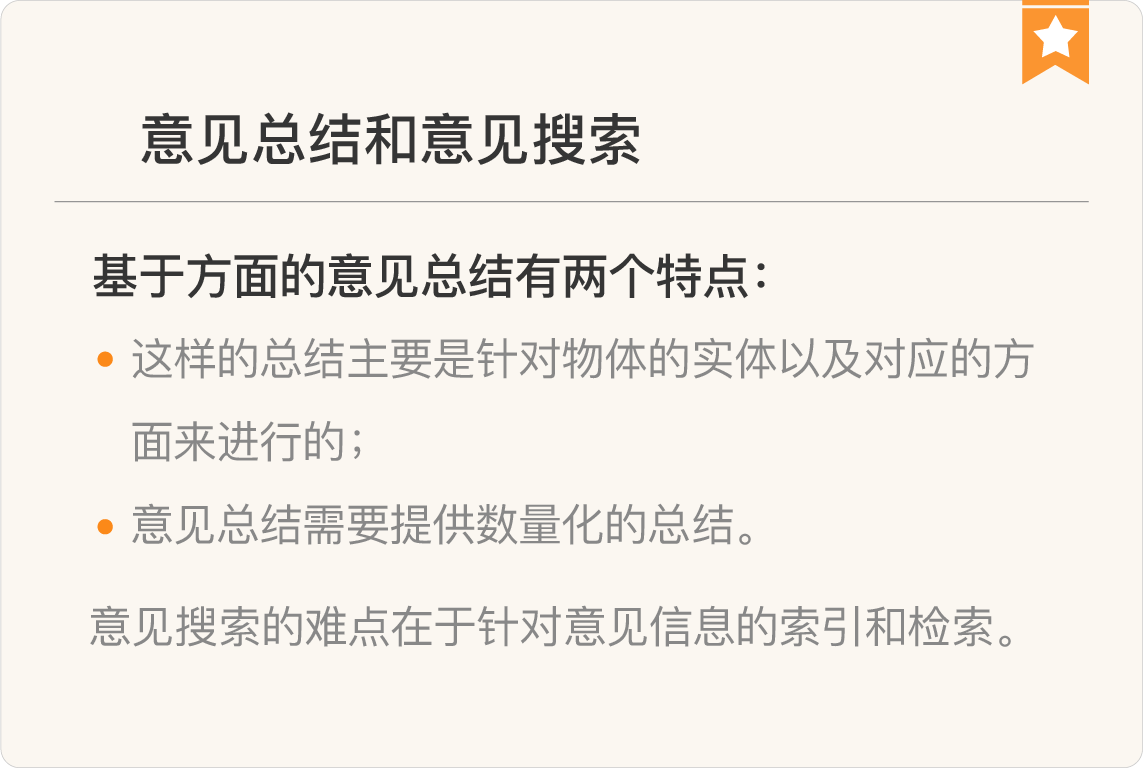 意见总结和意见搜索
基于方面的意见总结有两个特点：
● 这样的总结主要是针对物体的实体以及对应的方
面来进行的；
● 意见总结需要提供数量化的总结。
意见搜索的难点在于针对意见信息的索引和检索。